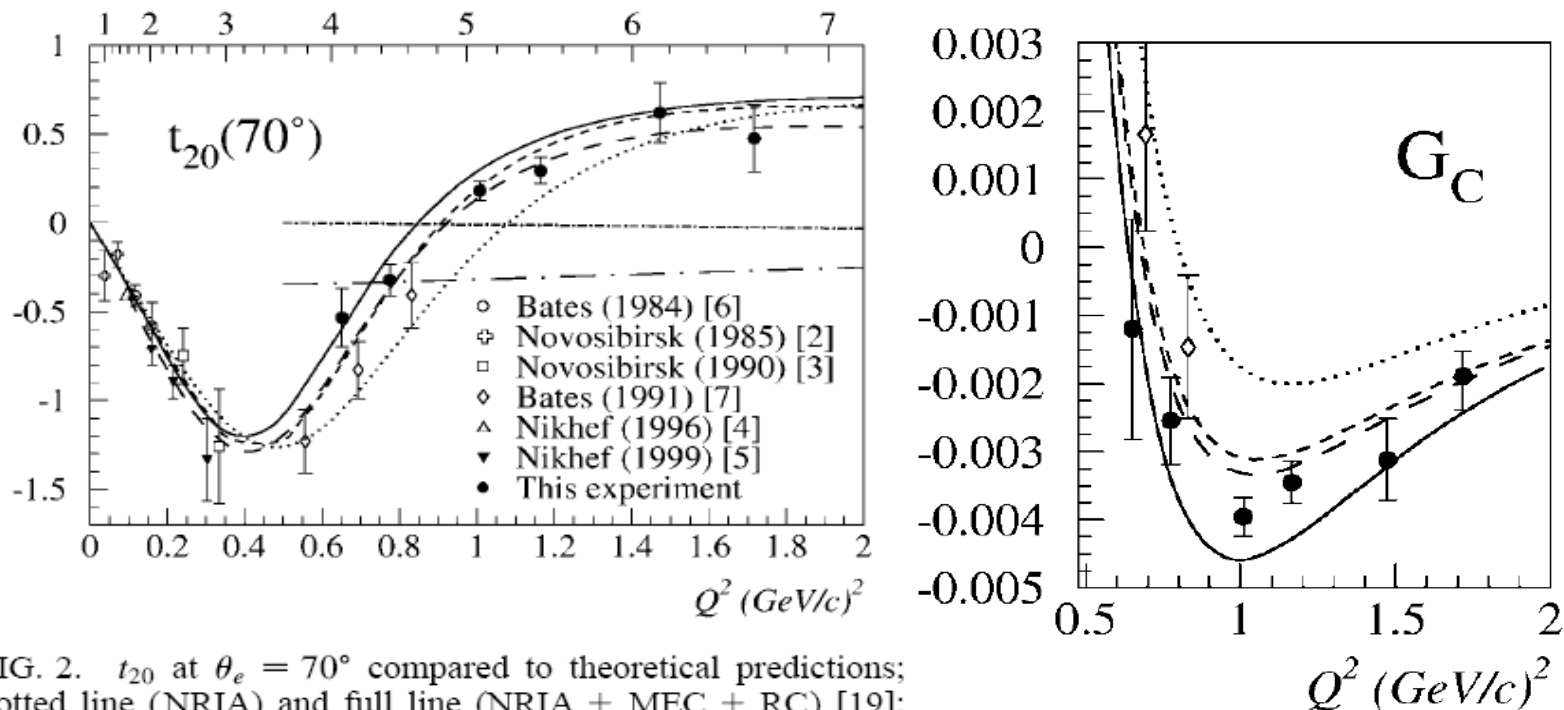 1 2 3 4 5 6 7
t20(70°)
1
0.5
0
-0.5
-1
-1.5
Bates (1984) [6]
Novosibirsk (1985) [2]
Novosibirsk (1990) [3]
Bates (1991) [7]
Nikhef (1996) [4]
Nikhef (1999) [5]
This experiment
0 0.2 0.4 0.6 0.8 1 1.2 1.4 1.6 1.8 2
Q² (GeV/c)²
IG. 2. t20 at θe = 70° compared to theoretical predictions;
otted line (NRIA) and full line (NRIA + MEC + RC) [19];
0.003
0.002
0.001
0
-0.001
-0.002
-0.003
-0.004
-0.005
GC
0.5 1 1.5 2
Q² (GeV/c)²